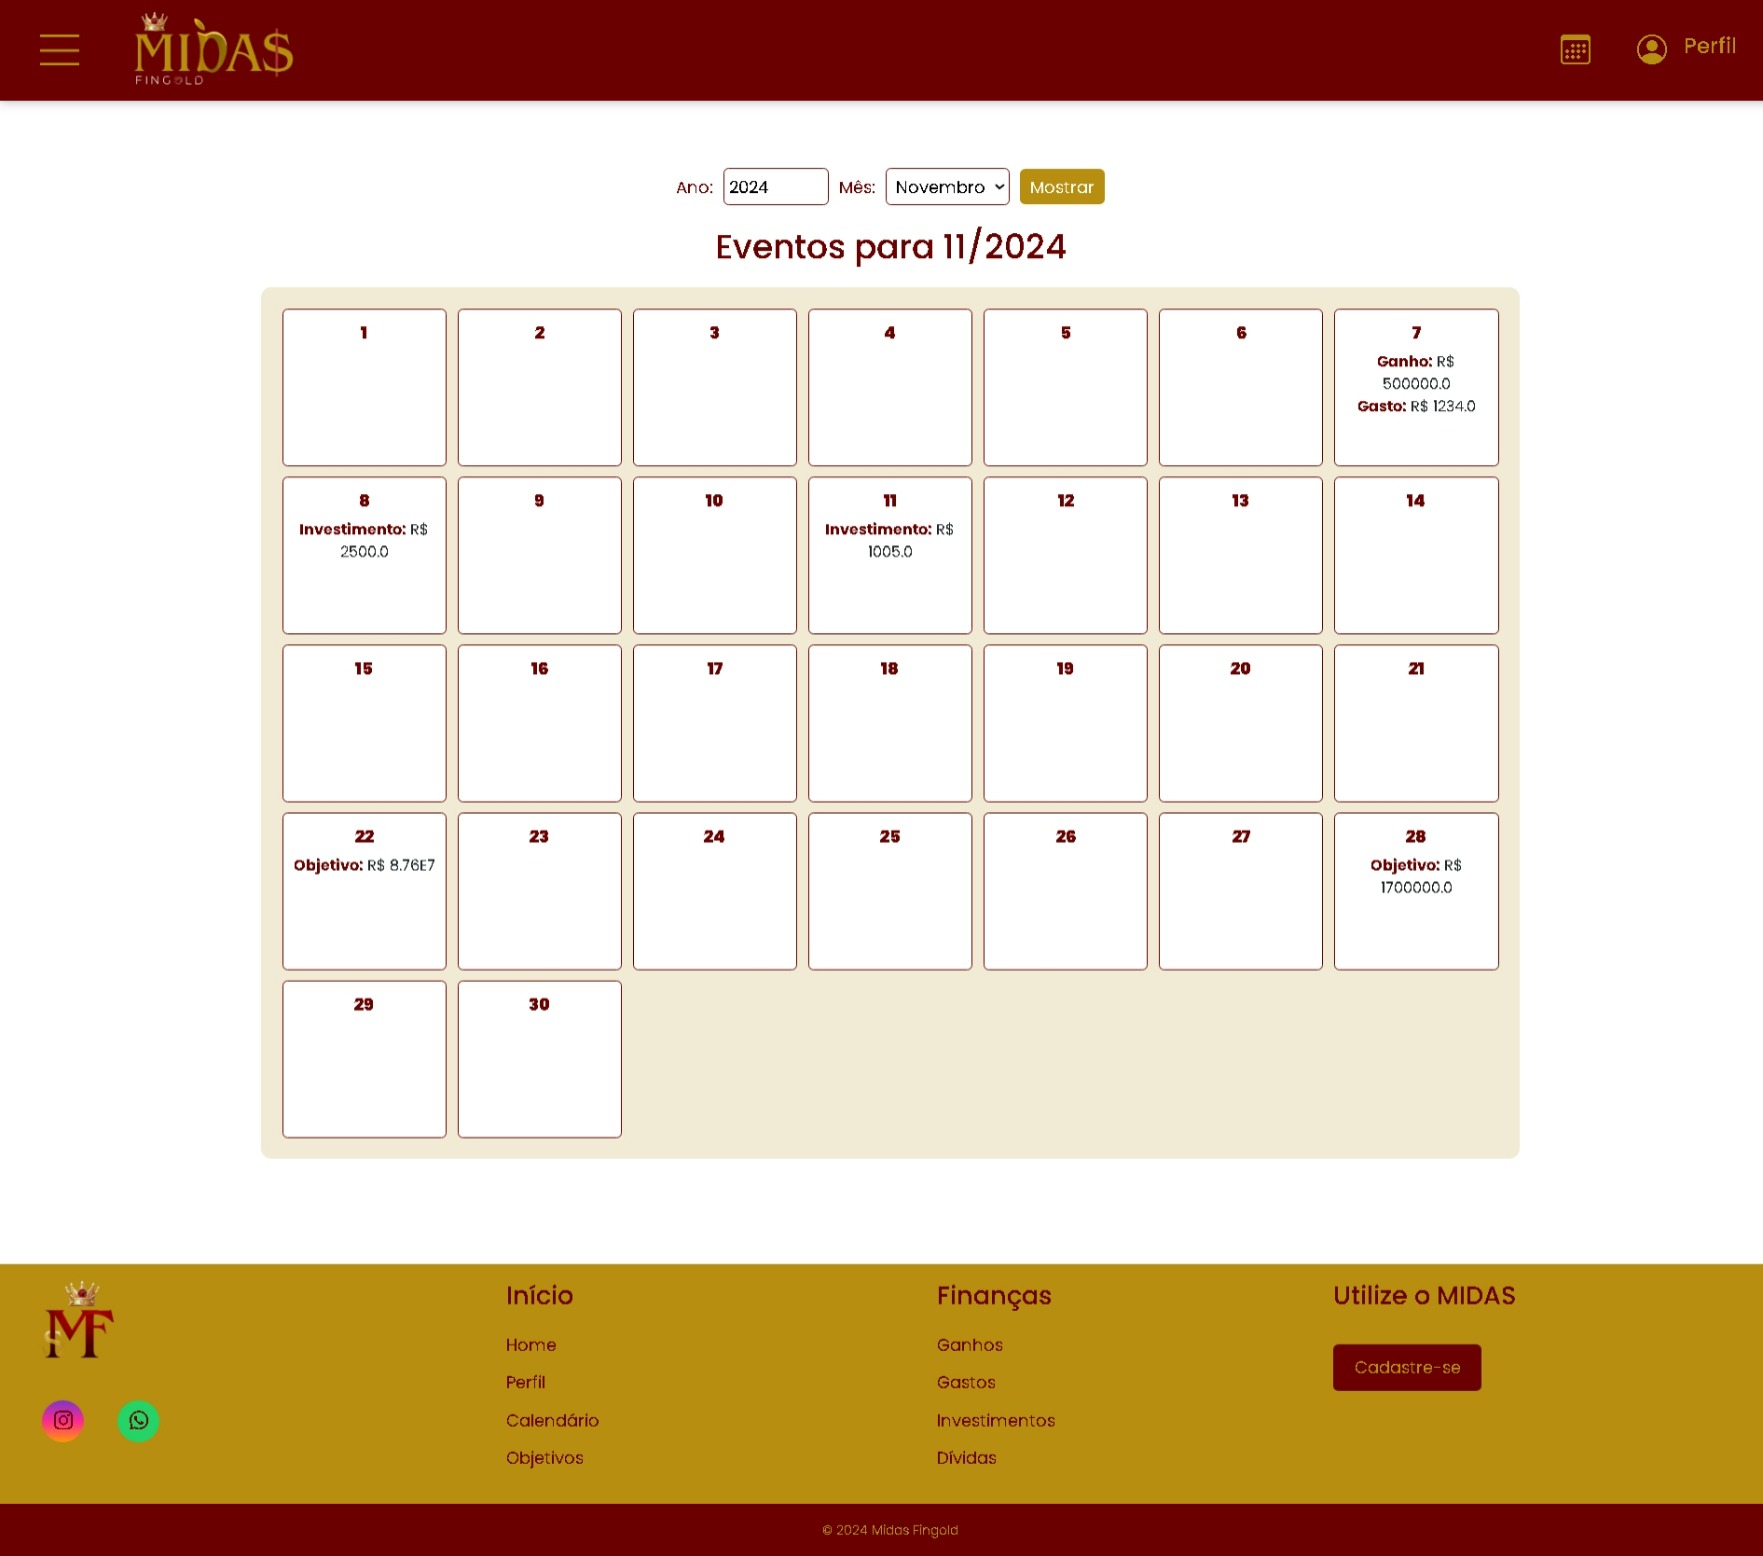 MIDAS
FINGOLD
Perfil
Ano: 2024 Mês: Novembro Mostrar
Eventos para 11/2024
1
2
3
4
5
6
7
Ganho: R$
500000.0
Gasto: R$ 1234.0
8
Investimento: R$
2500.0
9
10
11
Investimento: R$
1005.0
12
13
14
15
16
17
18
19
20
21
22
Objetivo: R$ 8.76E7
23
24
25
26
27
28
Objetivo: R$
1700000.0
29
30
MF
Início
Home
Perfil
Calendário
Objetivos
Finanças
Ganhos
Gastos
Investimentos
Dívidas
Utilize o MIDAS
Cadastre-se
© 2024 Midas Fingold